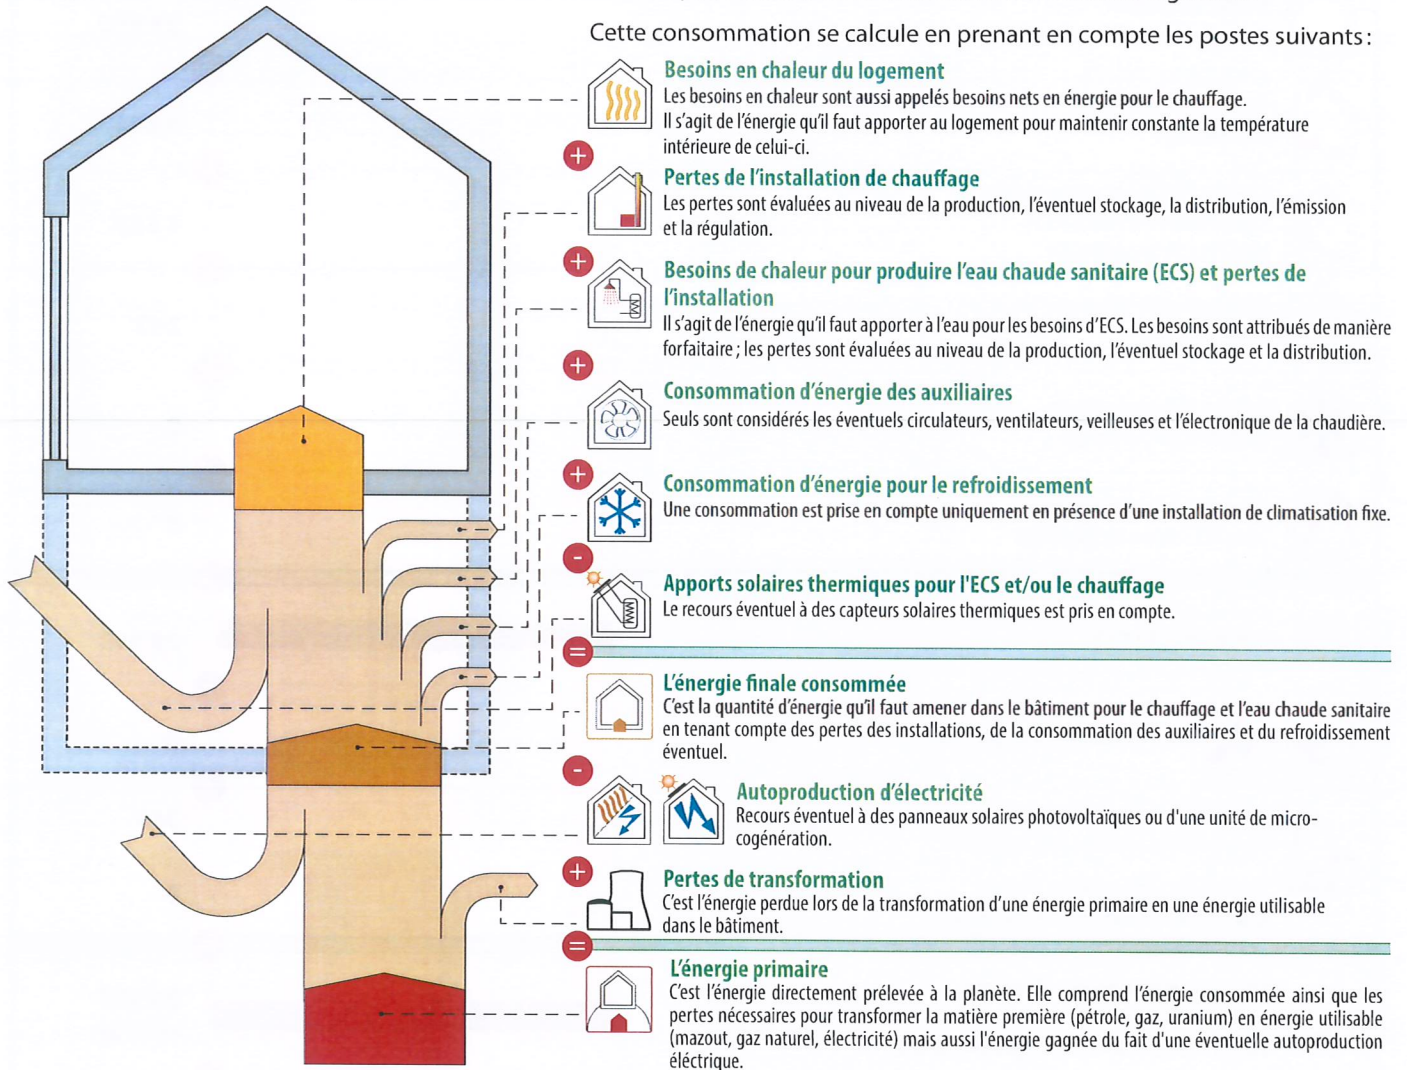 Cette consommation se calcule en prenant en compte les postes suivants :
Besoins en chaleur du logement
Les besoins en chaleur sont aussi appelés besoins nets en énergie pour le chauffage.
Il s'agit de l'énergie qu'il faut apporter au logement pour maintenir constante la température
intérieure de celui-ci.
+
Pertes de l'installation de chauffage
Les pertes sont évaluées au niveau de la production, l'éventuel stockage, la distribution, l'émission
et la régulation.
+
Besoins de chaleur pour produire l'eau chaude sanitaire (ECS) et pertes de
l'installation
Il s'agit de l'énergie qu'il faut apporter à l'eau pour les besoins d'ECS. Les besoins sont attribués de manière
forfaitaire ; les pertes sont évaluées au niveau de la production, l'éventuel stockage et la distribution.
+
Consommation d'énergie des auxiliaires
Seuls sont considérés les éventuels circulateurs, ventilateurs, veilleuses et l'électronique de la chaudière.
+
Consommation d'énergie pour le refroidissement
Une consommation est prise en compte uniquement en présence d'une installation de climatisation fixe.
-
Apports solaires thermiques pour l'ECS et/ou le chauffage
Le recours éventuel à des capteurs solaires thermiques est pris en compte.
=
L'énergie finale consommée
C'est la quantité d'énergie qu'il faut amener dans le bâtiment pour le chauffage et l'eau chaude sanitaire
en tenant compte des pertes des installations, de la consommation des auxiliaires et du refroidissement
éventuel.
-
Autoproduction d'électricité
Recours éventuel à des panneaux solaires photovoltaïques ou d'une unité de micro-
cogénération.
+
Pertes de transformation
C'est l'énergie perdue lors de la transformation d'une énergie primaire en une énergie utilisable
dans le bâtiment.
=
L'énergie primaire
C'est l'énergie directement prélevée à la planète. Elle comprend l'énergie consommée ainsi que les
pertes nécessaires pour transformer la matière première (pétrole, gaz, uranium) en énergie utilisable
(mazout, gaz naturel, électricité) mais aussi l'énergie gagnée du fait d'une éventuelle autoproduction
éléctrique.